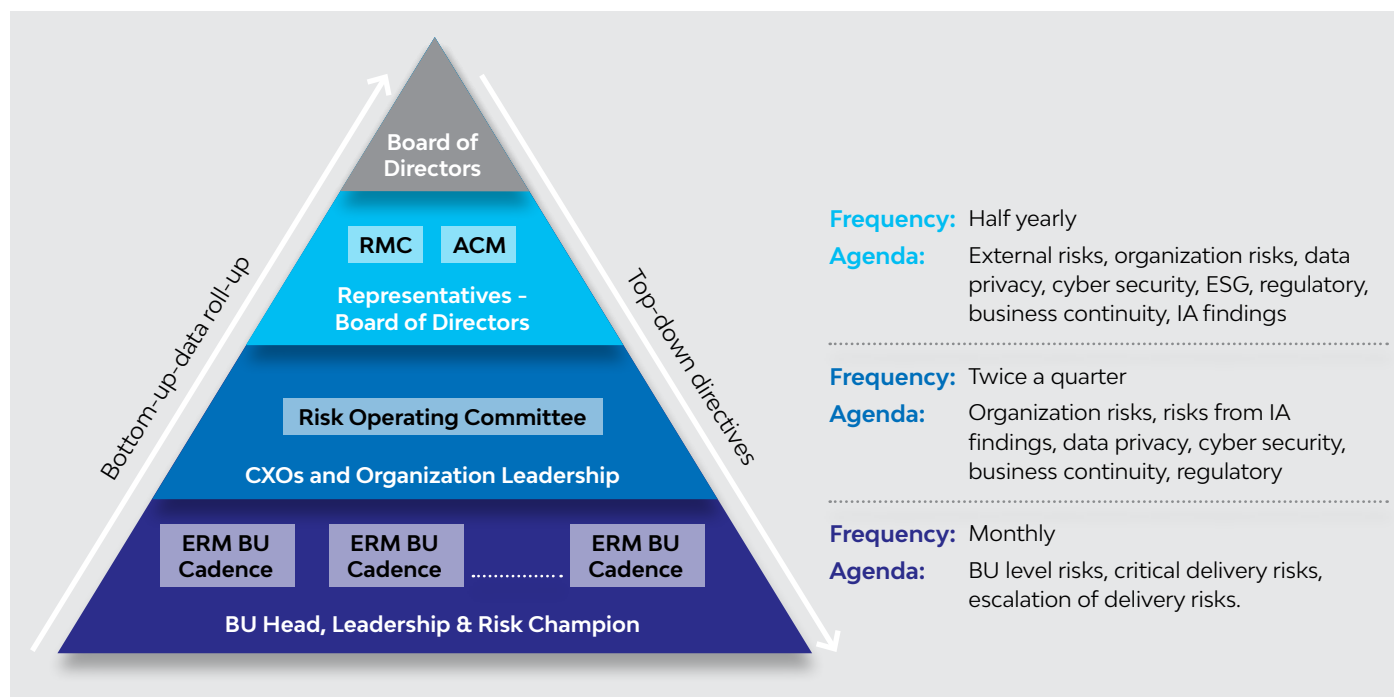 Board of
Directors
RMC
ACM
Representatives -
Board of Directors
Risk Operating Committee
CXOs and Organization Leadership
ERM BU
Cadence
ERM BU
Cadence
ERM BU
Cadence
BU Head, Leadership & Risk Champion
Bottom-up-data roll-up
Top-down directives
Frequency: Half yearly
Agenda: External risks, organization risks, data
privacy, cyber security, ESG, regulatory,
business continuity, IA findings
Frequency: Twice a quarter
Agenda: Organization risks, risks from IA
findings, data privacy, cyber security,
business continuity, regulatory
Frequency: Monthly
Agenda: BU level risks, critical delivery risks,
escalation of delivery risks.